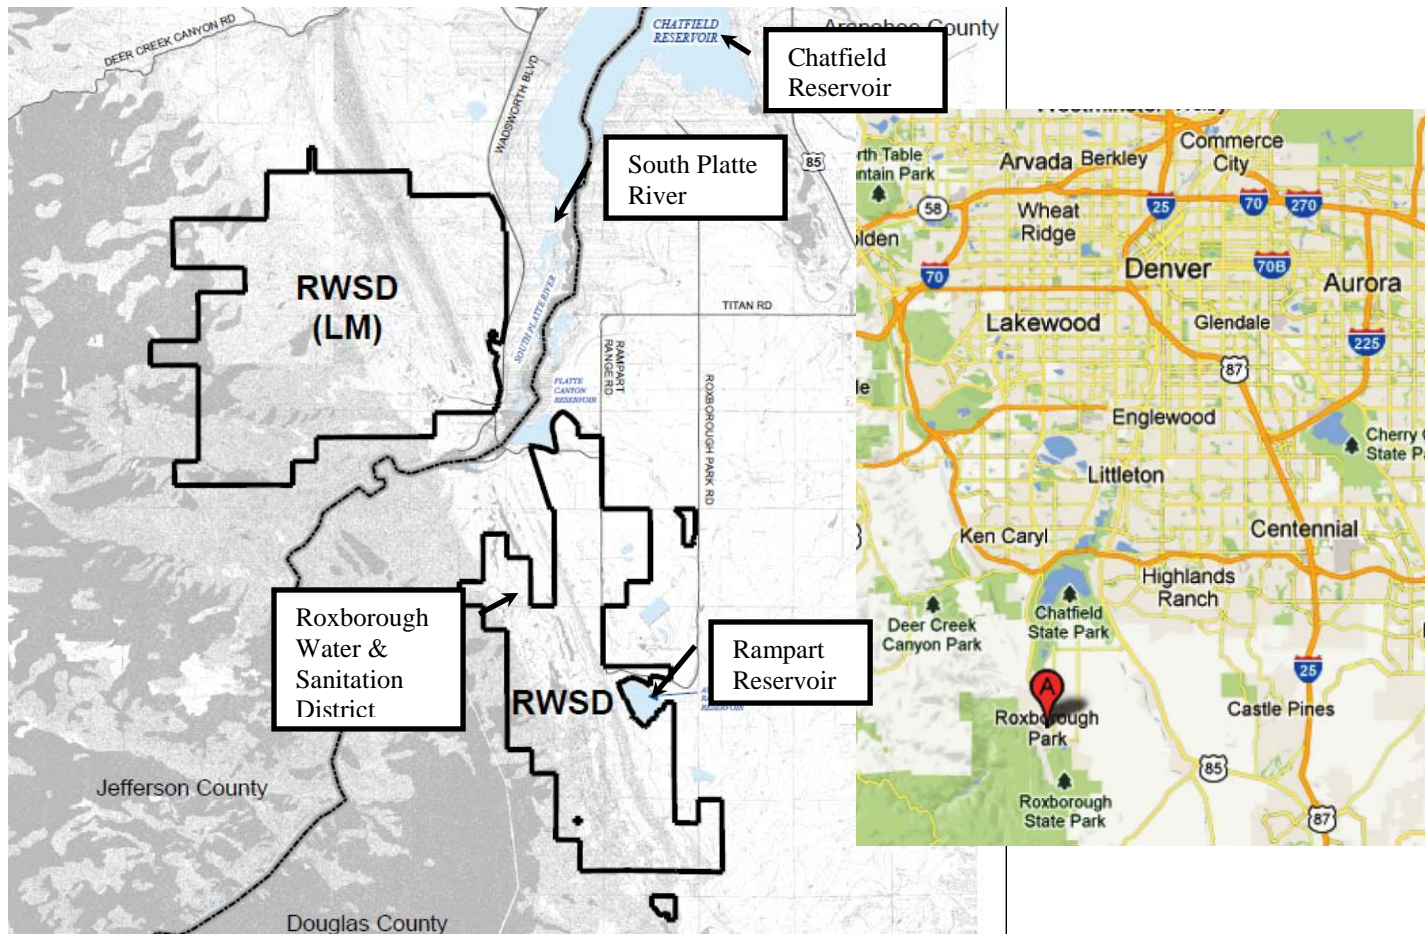 DEER CREEK CANYON RD
WADSWORTH BLVD
CHATFIELD
RESERVOIR
Arapahoe County
Chatfield
Reservoir
85
South Platte
River
RWSD
(LM)
SOUTH PLATTE RIVER
TITAN RD
RAMPART
RANGE RD
ROXBOROUGH PARK RD
PLATTE
CANYON
RESERVOIR
Roxborough
Water &
Sanitation
District
Rampart
Reservoir
RWSD
RESERVOIR
Jefferson County
Douglas County
Commerce
City
Arvada
Berkley
Wheat
Ridge
58
25
70
270
70
Denver
70B
Aurora
Lakewood
Glendale
225
87
Englewood
Cherry
State
Littleton
Ken Caryl
Centennial
Highlands
Ranch
Chatfield
State Park
Deer Creek
Canyon Park
A
Roxborough
Park
25
Castle Pines
85
Roxborough
State Park
87